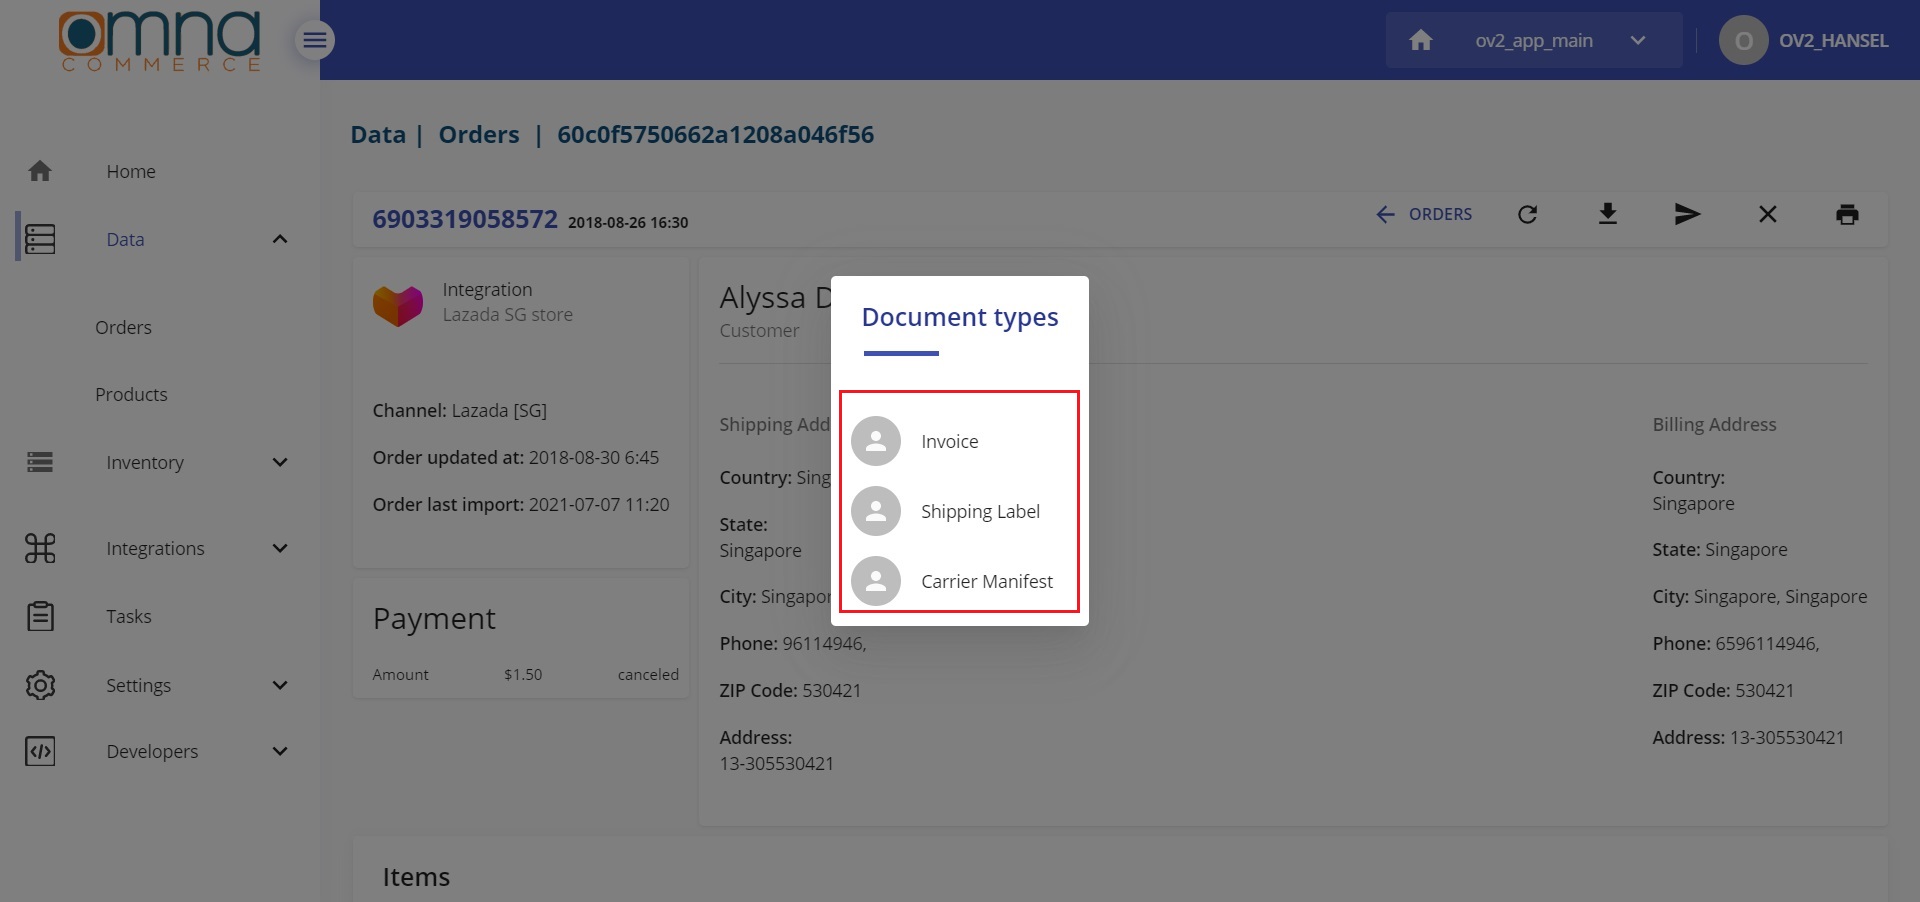 omna
COMMERCE
ov2_app_main
O
OV2_HANSEL
Data | Orders | 60c0f5750662a1208a046f56
Home
Data
Orders
Products
Inventory
Integrations
Tasks
Settings
Developers
6903319058572 2018-08-26 16:30
ORDERS
Integration
Lazada SG store
Channel: Lazada [SG]
Order updated at: 2018-08-30 6:45
Order last import: 2021-07-07 11:20
Payment
Amount $1.50 canceled
Alyssa D
Customer
Shipping Add
Country: Sing
State:
Singapore
City: Singapor
Phone: 96114946,
ZIP Code: 530421
Address:
13-305530421
Billing Address
Country:
Singapore
State: Singapore
City: Singapore, Singapore
Phone: 6596114946,
ZIP Code: 530421
Address: 13-305530421
Document types
Invoice
Shipping Label
Carrier Manifest
Items